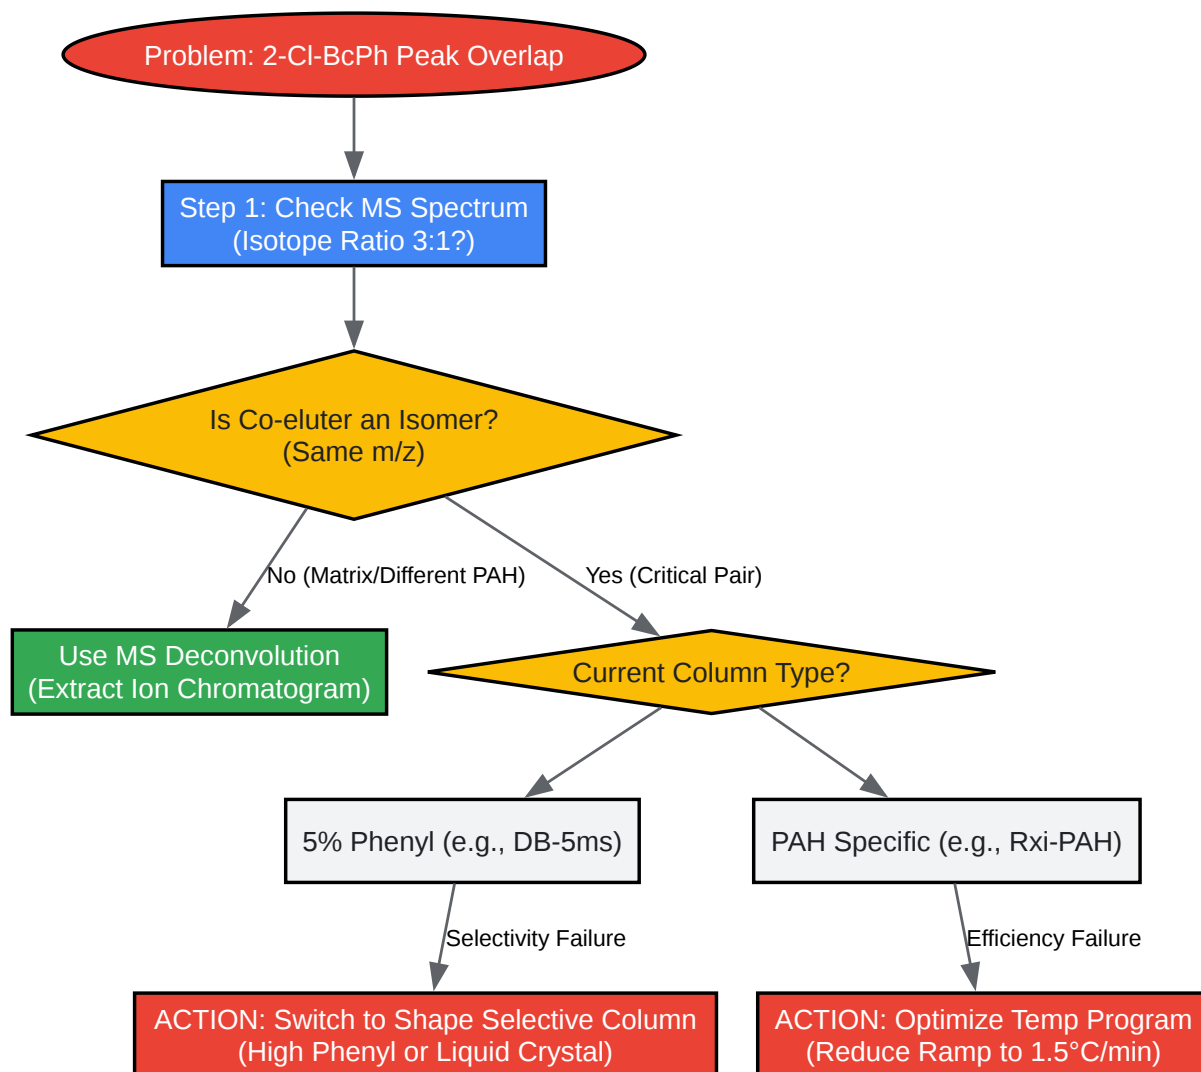 Problem: 2-Cl-BcPh Peak Overlap
Step 1: Check MS Spectrum
(Isotope Ratio 3:1?)
Is Co-eluter an Isomer?
(Same m/z)
No (Matrix/Different PAH)
Yes (Critical Pair)
Use MS Deconvolution
(Extract Ion Chromatogram)
Current Column Type?
5% Phenyl (e.g., DB-5ms)
PAH Specific (e.g., Rxi-PAH)
Selectivity Failure
Efficiency Failure
ACTION: Switch to Shape Selective Column
(High Phenyl or Liquid Crystal)
ACTION: Optimize Temp Program
(Reduce Ramp to 1.5°C/min)